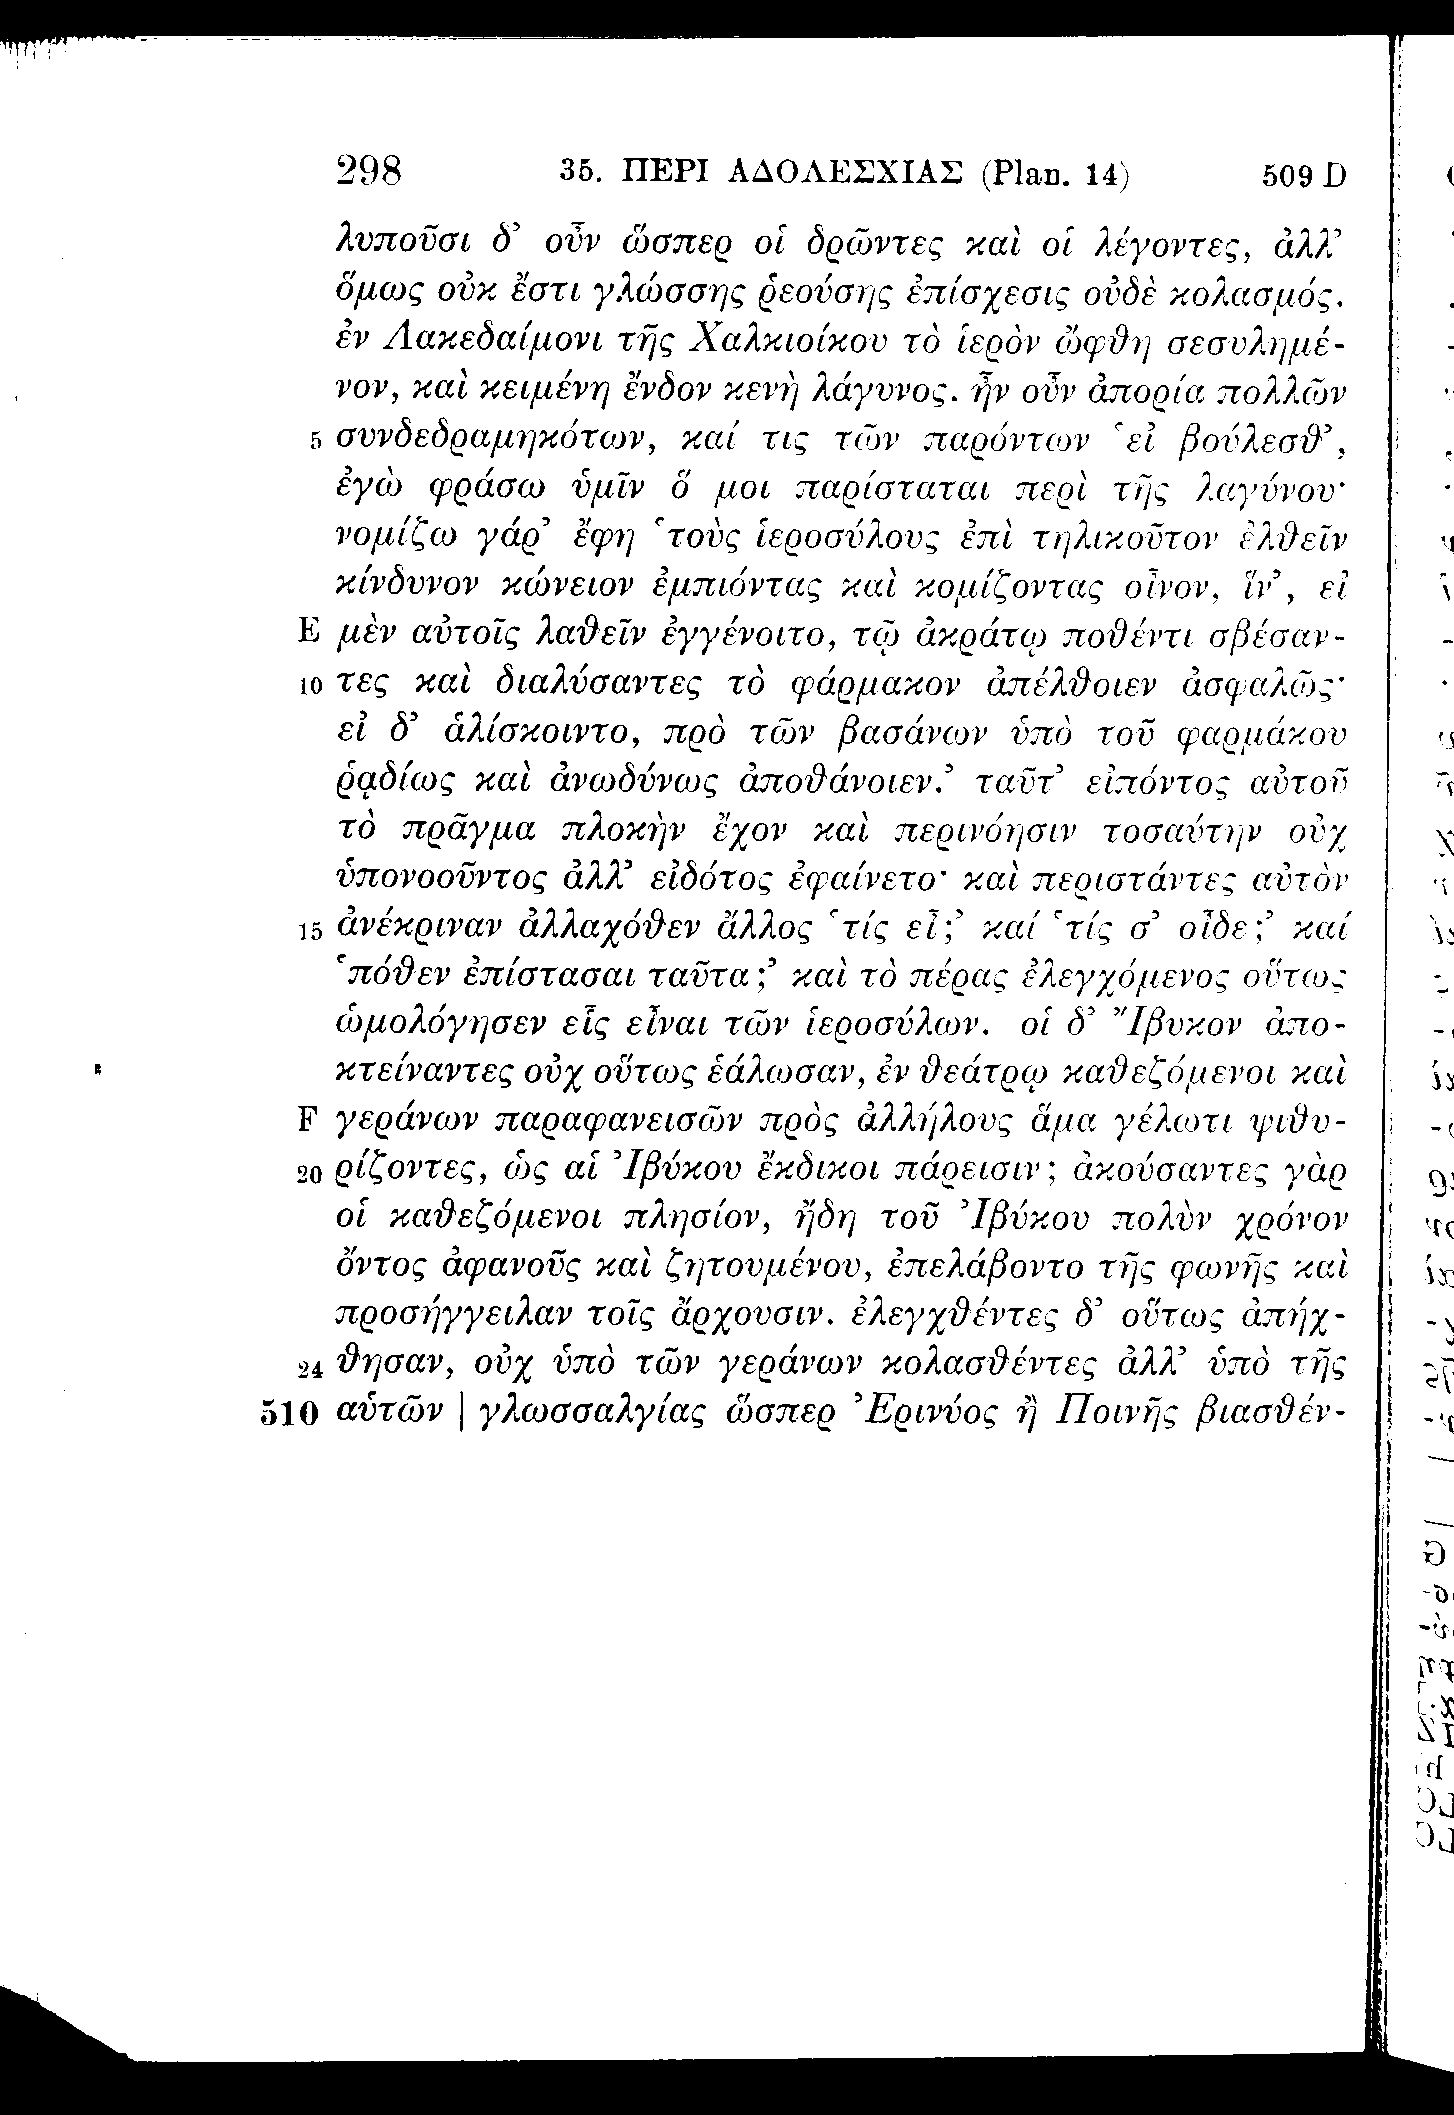 298 35. ΠΕΡΙ ΑΔΟΛΕΣΧΙΑΣ (Plan. 14) 509 D
λυποῦσι δ’ οὖν ὥσπερ οἱ δρῶντες καὶ οἱ λέγοντες, ἀλλ’
ὅμως οὐκ ἔστι γλώσσης ῥεούσης ἐπίσχεσις οὐδὲ κολασμός.
ἐν Λακεδαίμονι τῆς Χαλκιοίκου τὸ ἱερὸν ὤφθη σεσυλημέ-
νον, καὶ κειμένη ἔνδον κενὴ λάγυνος. ἦν οὖν ἀπορία πολλῶν
5 συνδεδραμηκότων, καί τις τῶν παρόντων ‘εἰ βούλεσθ’,
ἐγὼ φράσω ὑμῖν ὅ μοι παρίσταται περὶ τῆς λαγύνου·
νομίζω γάρ’ ἔφη ‘τοὺς ἱεροσύλους ἐπὶ τηλικοῦτον ἐλθεῖν
κίνδυνον κώνειον ἐμπιόντας καὶ κομίζοντας οἶνον, ἵν’, εἰ
E μὲν αὐτοῖς λαθεῖν ἐγγένοιτο, τῷ ἀκράτῳ ποθέντι σβέσαν-
10 τες καὶ διαλύσαντες τὸ φάρμακον ἀπέλθοιεν ἀσφαλῶς·
εἰ δ’ ἁλίσκοιντο, πρὸ τῶν βασάνων ὑπὸ τοῦ φαρμάκου
ῥᾳδίως καὶ ἀνωδύνως ἀποθάνοιεν.’ ταῦτ’ εἰπόντος αὐτοῦ
τὸ πρᾶγμα πλοκὴν ἔχον καὶ περινόησιν τοσαύτην οὐχ
ὑπονοοῦντος ἀλλ’ εἰδότος ἐφαίνετο· καὶ περιστάντες αὐτὸν
15 ἀνέκριναν ἀλλαχόθεν ἄλλος ‘τίς εἶ;’ καί ‘τίς σ’ οἶδε;’ καί
‘πόθεν ἐπίστασαι ταῦτα;’ καὶ τὸ πέρας ἐλεγχόμενος οὕτως
ὡμολόγησεν εἷς εἶναι τῶν ἱεροσύλων. οἱ δ’ Ἴβυκον ἀπο-
κτείναντες οὐχ οὕτως ἑάλωσαν, ἐν θεάτρῳ καθεζόμενοι καὶ
F γεράνων παραφανεισῶν πρὸς ἀλλήλους ἅμα γέλωτι ψιθυ-
20 ρίζοντες, ὡς αἱ Ἰβύκου ἔκδικοι πάρεισιν; ἀκούσαντες γὰρ
οἱ καθεζόμενοι πλησίον, ἤδη τοῦ Ἰβύκου πολὺν χρόνον
ὄντος ἀφανοῦς καὶ ζητουμένου, ἐπελάβοντο τῆς φωνῆς καὶ
προσήγγειλαν τοῖς ἄρχουσιν. ἐλεγχθέντες δ’ οὕτως ἀπήχ-
24 θησαν, οὐχ ὑπὸ τῶν γεράνων κολασθέντες ἀλλ’ ὑπὸ τῆς
510 αὑτῶν | γλωσσαλγίας ὥσπερ Ἐρινύος ἢ Ποινῆς βιασθέν-